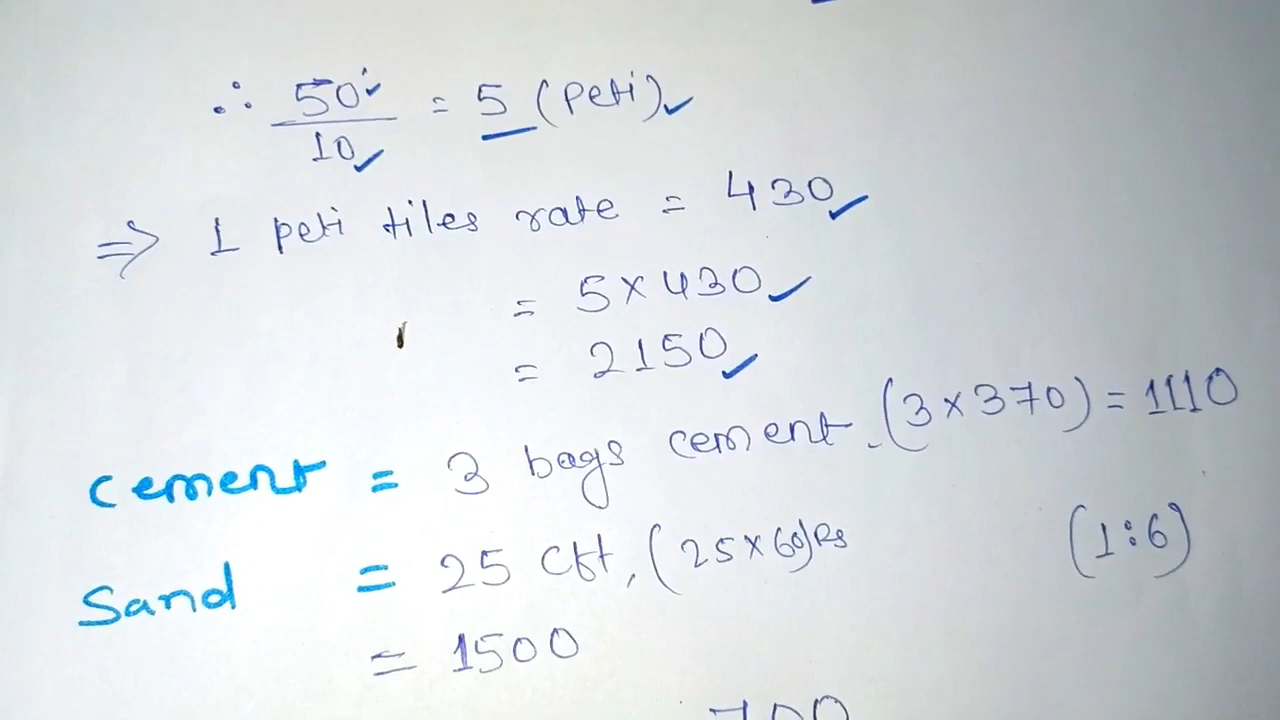 ∴ 50/10 = 5 (Peti)
⇒ 1 peti tiles rate = 430
= 5×430
= 2150
cement = 3 bags cement. (3×370) = 1110
Sand = 25 cft, (25×60)Rs (1:6)
= 1500
700